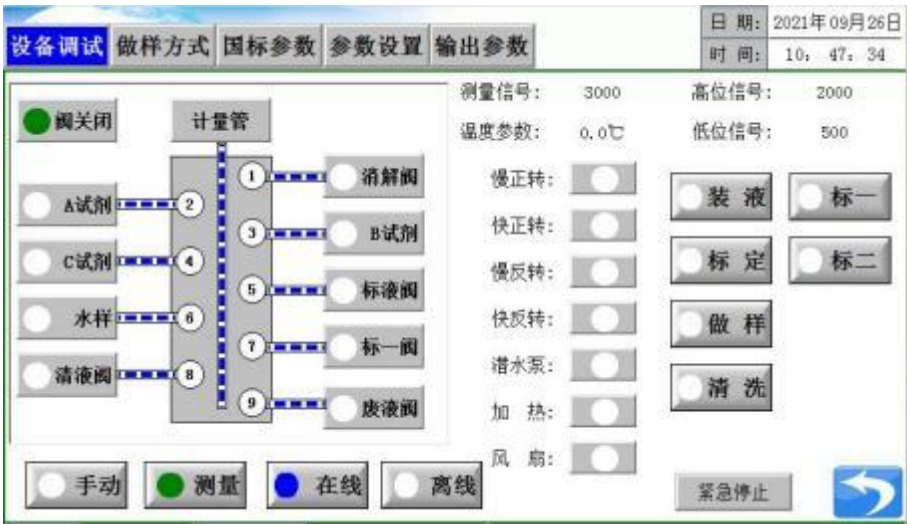 设备调试 做样方式 国标参数 参数设置 输出参数
日 期: 2021年09月26日
时 间: 10: 47: 34
阀关闭
计量管
1 消解阀
A试剂 2
3 B试剂
C试剂 4
5 标液阀
水样 6
7 标一阀
清液阀 8
9 废液阀
测量信号: 3000 高位信号: 2000
温度参数: 0.0℃ 低位信号: 500
慢正转:
快正转:
慢反转:
快反转:
潜水泵:
加 热:
风 扇:
装 液 标一
标 定 标二
做 样
清 洗
手动 测量 在线 离线
紧急停止